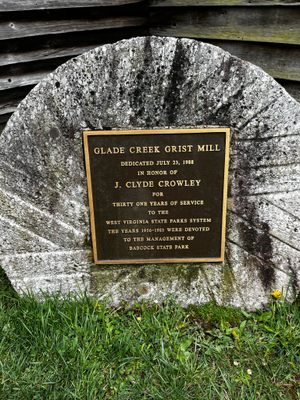 GLADE CREEK GRIST MILL
DEDICATED JULY 23, 1988
IN HONOR OF
J. CLYDE CROWLEY
FOR
THIRTY ONE YEARS OF SERVICE
TO THE
WEST VIRGINIA STATE PARKS SYSTEM
THE YEARS 1956-1985 WERE DEVOTED
TO THE MANAGEMENT OF
BABCOCK STATE PARK